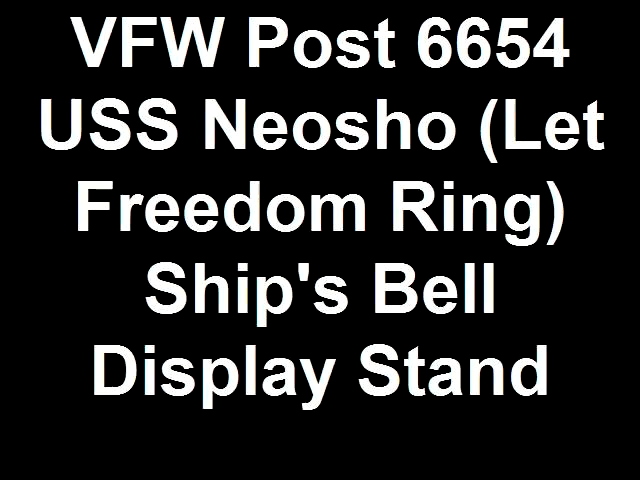 VFW Post 6654
USS Neosho (Let
Freedom Ring)
Ship's Bell
Display Stand